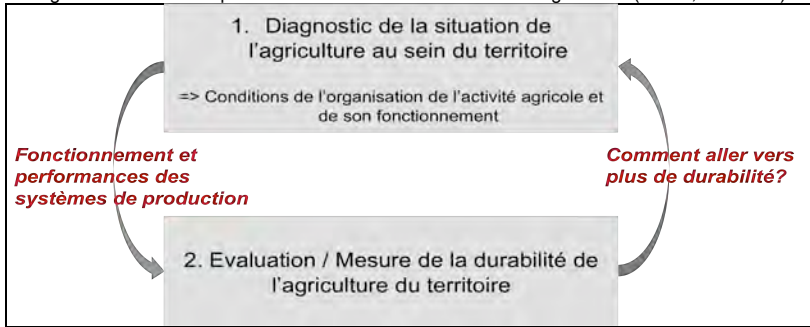 1. Diagnostic de la situation de
l'agriculture au sein du territoire
=> Conditions de l'organisation de l'activité agricole et
de son fonctionnement
Fonctionnement et
performances des
systèmes de production
Comment aller vers
plus de durabilité?
2. Evaluation / Mesure de la durabilité de
l'agriculture du territoire